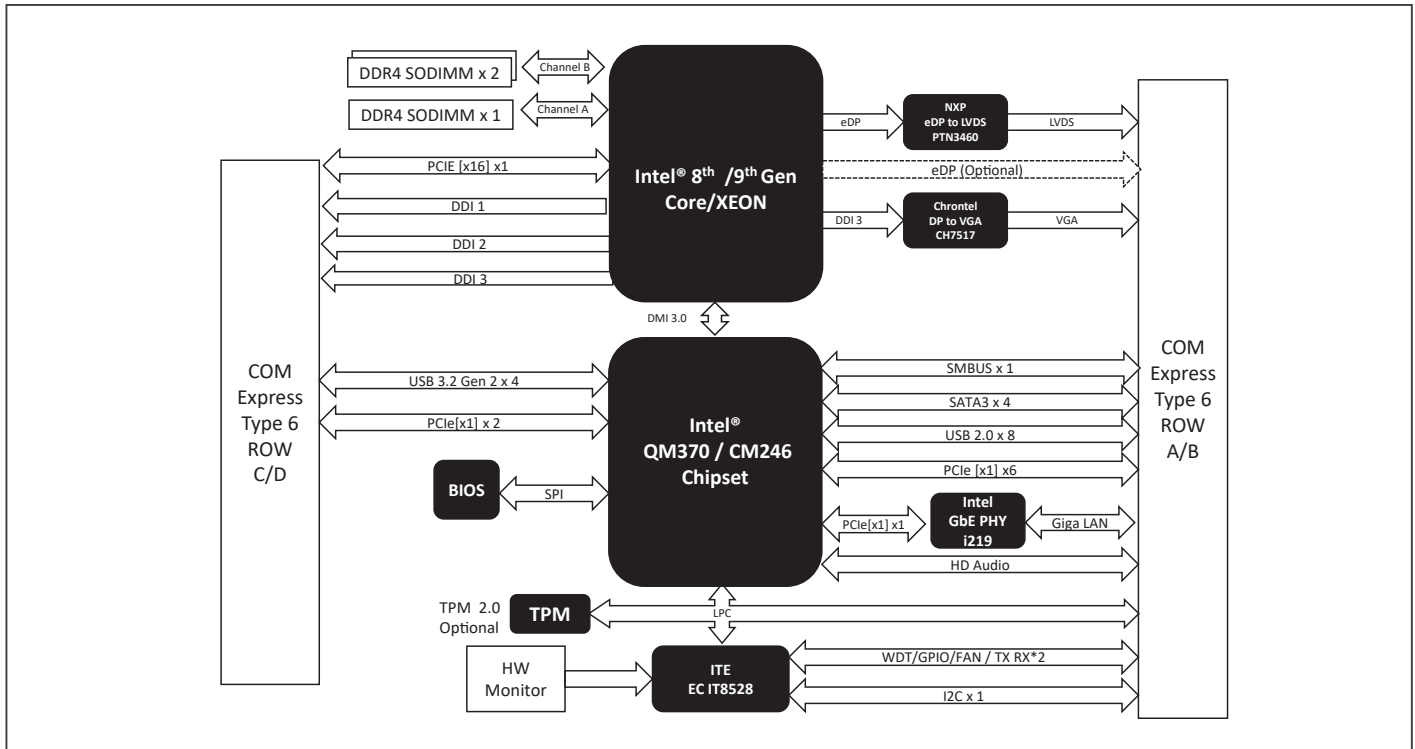 DDR4 SODIMM x 2
Channel B
DDR4 SODIMM x 1
Channel A
PCIE [x16] x1
DDI 1
DDI 2
DDI 3
Intel® 8th /9th Gen
Core/XEON
eDP
NXP
eDP to LVDS
PTN3460
LVDS
eDP (Optional)
DDI 3
Chrontel
DP to VGA
CH7517
VGA
DMI 3.0
COM
Express
Type 6
ROW
C/D
USB 3.2 Gen 2 x 4
PCIe[x1] x 2
BIOS
SPI
Intel®
QM370 / CM246
Chipset
SMBUS x 1
SATA3 x 4
USB 2.0 x 8
PCIe [x1] x6
PCIe[x1] x1
Intel
GbE PHY
i219
Giga LAN
HD Audio
COM
Express
Type 6
ROW
A/B
TPM 2.0
Optional
TPM
LPC
HW
Monitor
ITE
EC IT8528
WDT/GPIO/FAN / TX RX*2
I2C x 1